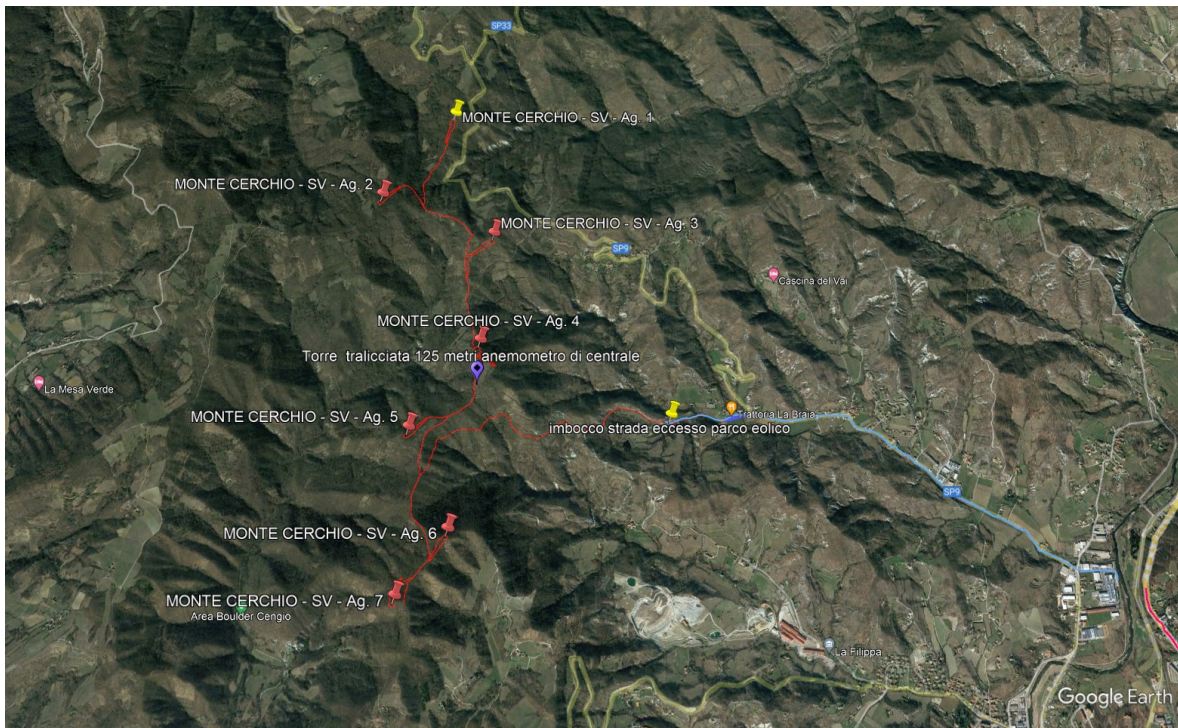 SP33
MONTE CERCHIO - SV - Ag. 1
MONTE CERCHIO - SV - Ag. 2
MONTE CERCHIO - SV - Ag. 3
SP9
Cascina del Vai
MONTE CERCHIO - SV - Ag. 4
Torre tralicciata 125 metri anemometro di centrale
La Mesa Verde
MONTE CERCHIO - SV - Ag. 5
Trattoria La Braia
imbocco strada eccesso parco eolico
SP9
MONTE CERCHIO - SV - Ag. 6
MONTE CERCHIO - SV - Ag. 7
Area Boulder Cengio
La Filippa
Google Earth